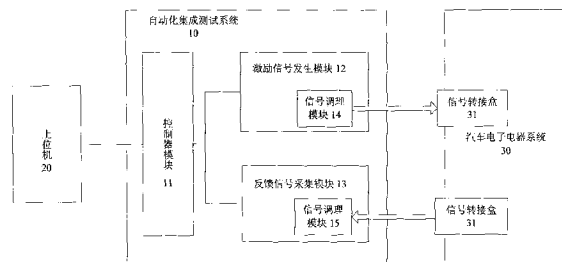 自动化集成测试系统
10
激励信号发生模块 12
信号调理
模块 14
信号转接盒
31
上位机
20
控制器模块
11
汽车电子电器系统
30
反馈信号采集模块 13
信号调理
模块 15
信号转接盒
31